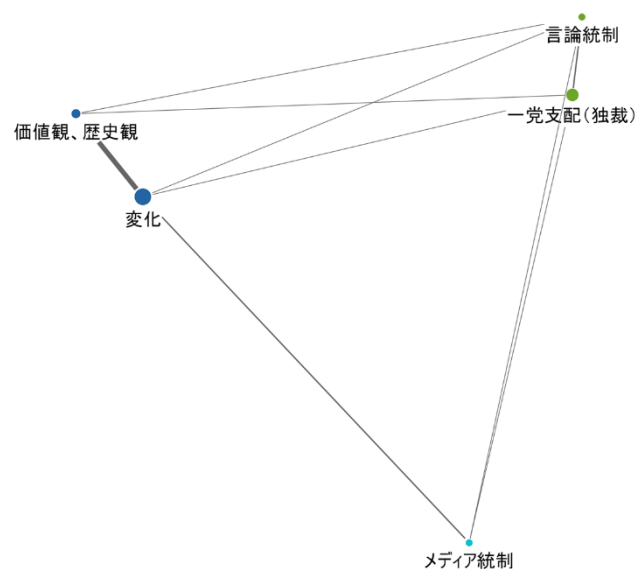 言論統制
一党支配（独裁）
価値観、歴史観
変化
メディア統制